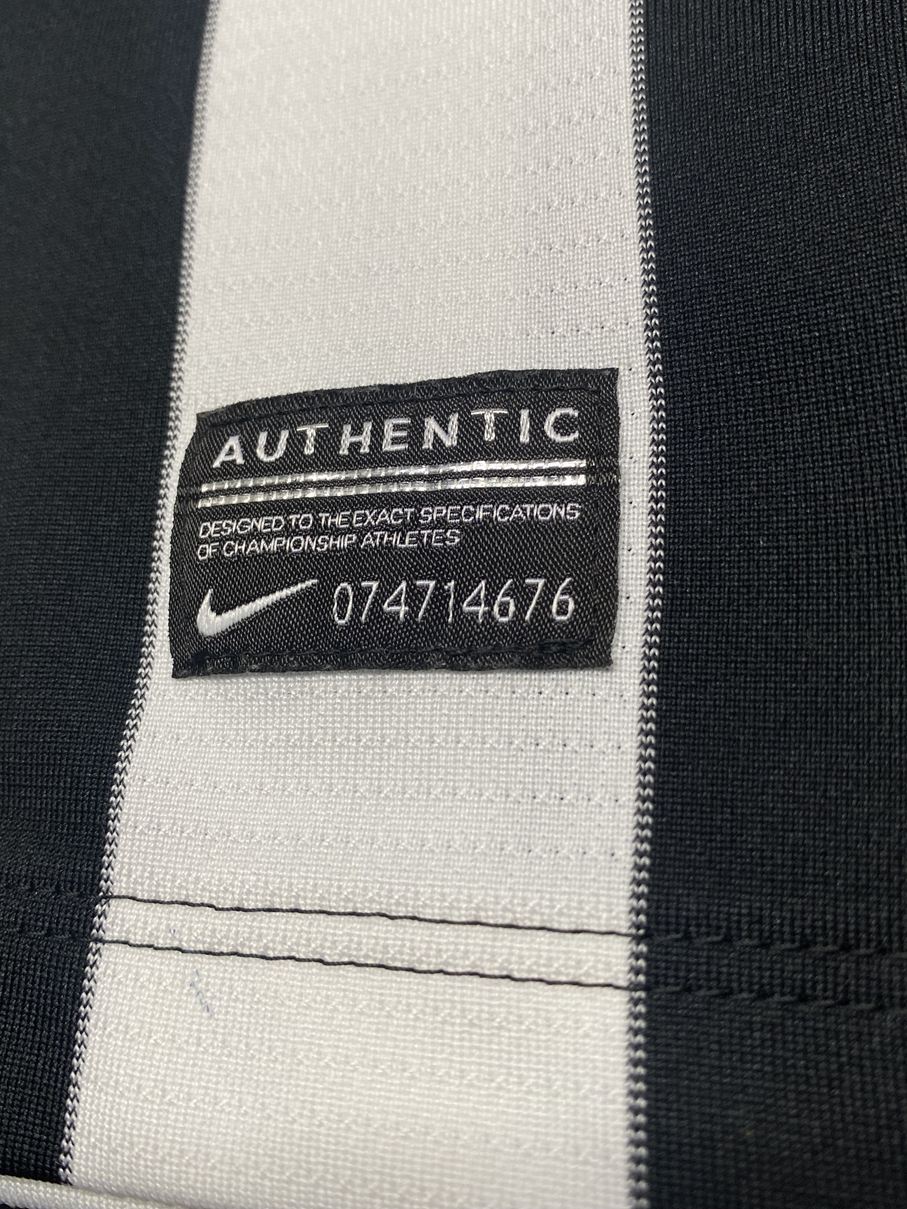 AUTHENTIC
DESIGNED TO THE EXACT SPECIFICATIONS
OF CHAMPIONSHIP ATHLETES
074714676